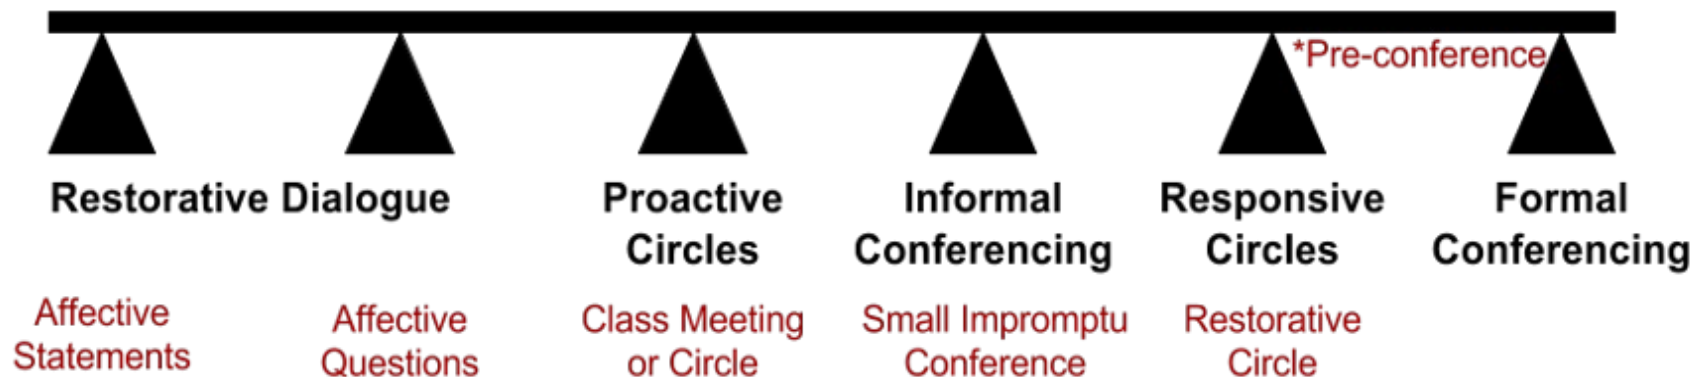 *Pre-conference
Restorative Dialogue
Proactive
Circles
Informal
Conferencing
Responsive
Circles
Formal
Conferencing
Affective
Statements
Affective
Questions
Class Meeting
or Circle
Small Impromptu
Conference
Restorative
Circle